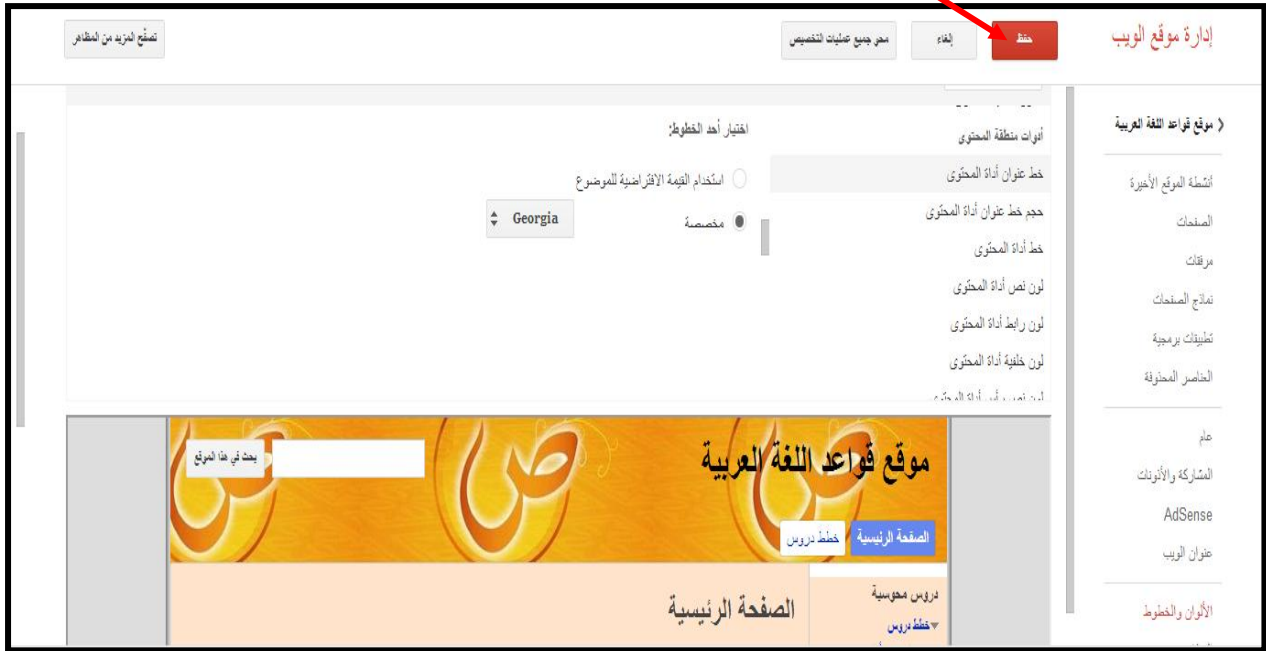 إدارة موقع الويب
حفظ
إلغاء
محو جميع عمليات التخصيص
تصفّح المزيد من المظاهر
موقع قواعد اللغة العربية
أنشطة الموقع الأخيرة
الصفحات
مرفقات
نماذج الصفحات
تطبيقات برمجية
العناصر المحذوفة
عام
المشاركة والأذونات
AdSense
عنوان الويب
الألوان والخطوط
أدوات منطقة المحتوى
خط عنوان أداة المحتوى
حجم خط عنوان أداة المحتوى
خط أداة المحتوى
لون نص أداة المحتوى
لون رابط أداة المحتوى
لون خلفية أداة المحتوى
اختيار أحد الخطوط:
استخدام القيمة الافتراضية للموضوع
مخصصة
Georgia
موقع قواعد اللغة العربية
بحث في هذا الموقع
الصفحة الرئيسية
خطط دروس
دروس محوسبة
خطط دروس
الصفحة الرئيسية